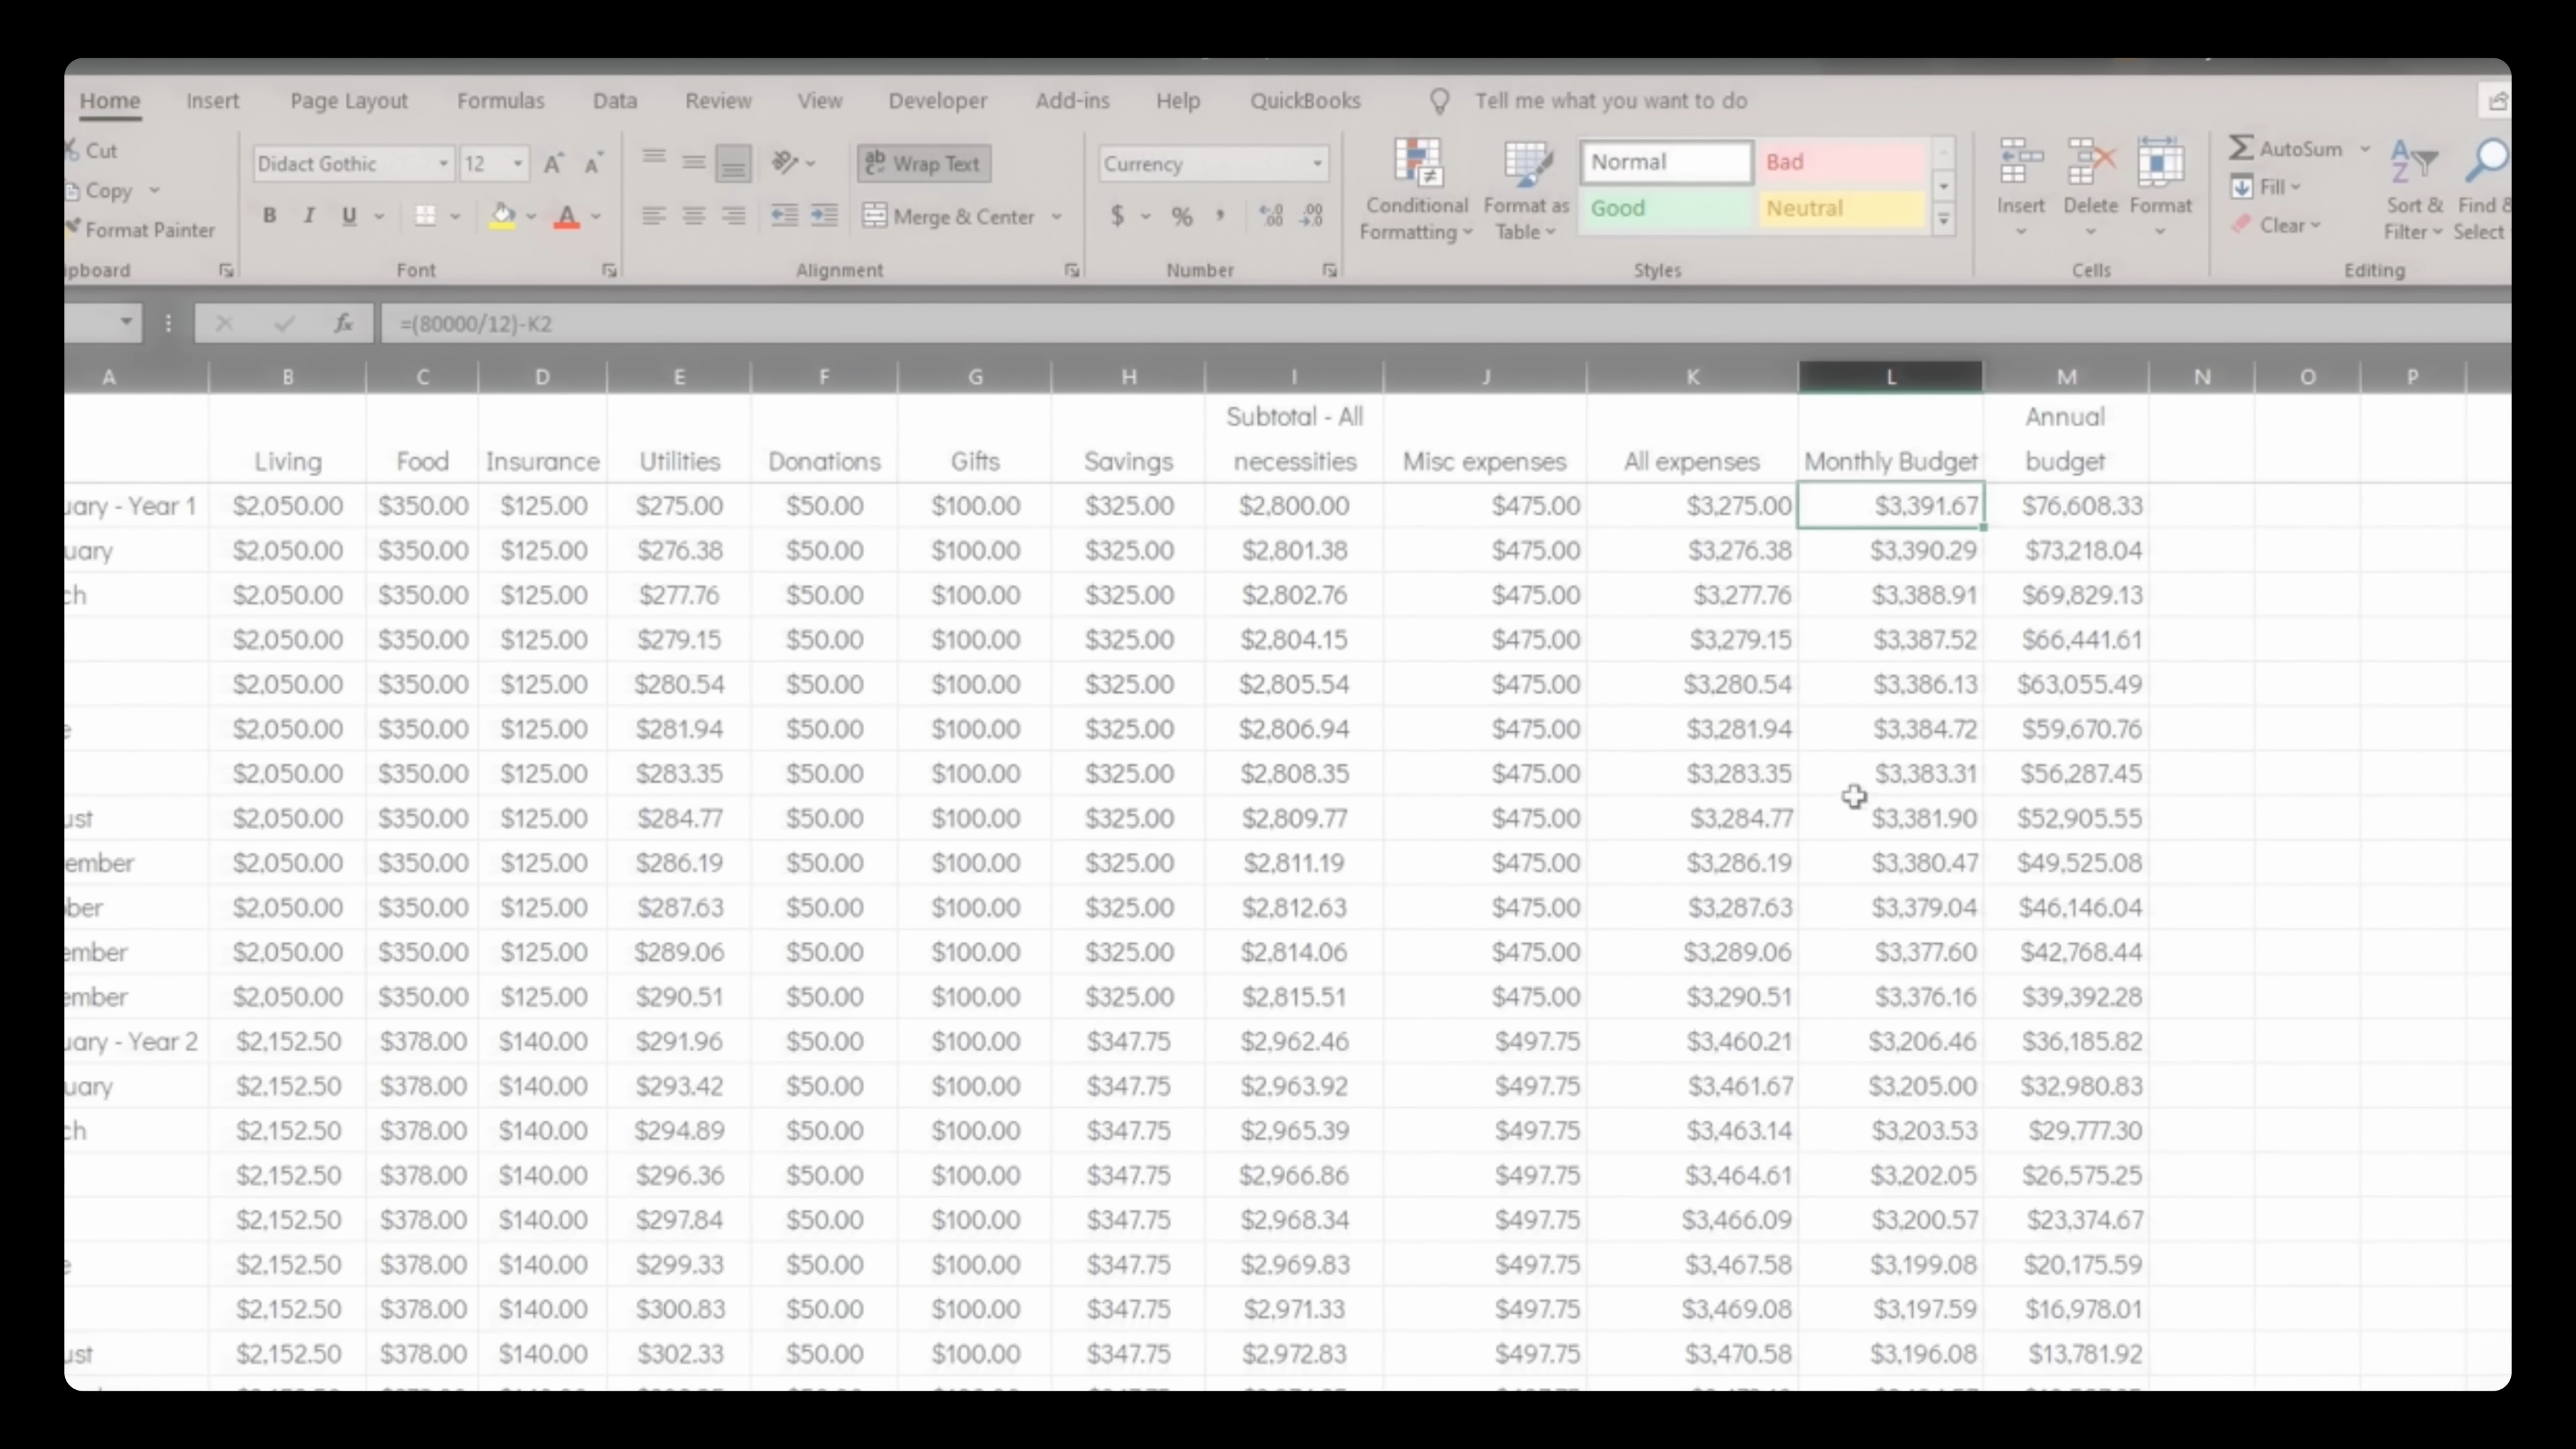 Home Insert Page Layout Formulas Data Review View Developer Add-ins Help QuickBooks Tell me what you want to do
Cut
Copy
Format Painter
pboard
Didact Gothic 12 A A
B I U A
Font
ab Wrap Text
Merge & Center
Alignment
Currency
$ % , .00 .00
Number
Conditional Formatting
Format as Table
Normal Bad
Good Neutral
Styles
Insert Delete Format
Cells
AutoSum
Fill
Clear
Sort & Filter
Find & Select
Editing
fx =(80000/12)-K2
A B C D E F G H I J K L M N O P
Living Food Insurance Utilities Donations Gifts Savings Subtotal - All necessities Misc expenses All expenses Monthly Budget Annual budget
uary - Year 1 $2,050.00 $350.00 $125.00 $275.00 $50.00 $100.00 $325.00 $2,800.00 $475.00 $3,275.00 $3,391.67 $76,608.33
uary $2,050.00 $350.00 $125.00 $276.38 $50.00 $100.00 $325.00 $2,801.38 $475.00 $3,276.38 $3,390.29 $73,218.04
ch $2,050.00 $350.00 $125.00 $277.76 $50.00 $100.00 $325.00 $2,802.76 $475.00 $3,277.76 $3,388.91 $69,829.13
$2,050.00 $350.00 $125.00 $279.15 $50.00 $100.00 $325.00 $2,804.15 $475.00 $3,279.15 $3,387.52 $66,441.61
$2,050.00 $350.00 $125.00 $280.54 $50.00 $100.00 $325.00 $2,805.54 $475.00 $3,280.54 $3,386.13 $63,055.49
e $2,050.00 $350.00 $125.00 $281.94 $50.00 $100.00 $325.00 $2,806.94 $475.00 $3,281.94 $3,384.72 $59,670.76
$2,050.00 $350.00 $125.00 $283.35 $50.00 $100.00 $325.00 $2,808.35 $475.00 $3,283.35 $3,383.31 $56,287.45
ust $2,050.00 $350.00 $125.00 $284.77 $50.00 $100.00 $325.00 $2,809.77 $475.00 $3,284.77 $3,381.90 $52,905.55
ember $2,050.00 $350.00 $125.00 $286.19 $50.00 $100.00 $325.00 $2,811.19 $475.00 $3,286.19 $3,380.47 $49,525.08
ber $2,050.00 $350.00 $125.00 $287.63 $50.00 $100.00 $325.00 $2,812.63 $475.00 $3,287.63 $3,379.04 $46,146.04
ember $2,050.00 $350.00 $125.00 $289.06 $50.00 $100.00 $325.00 $2,814.06 $475.00 $3,289.06 $3,377.60 $42,768.44
ember $2,050.00 $350.00 $125.00 $290.51 $50.00 $100.00 $325.00 $2,815.51 $475.00 $3,290.51 $3,376.16 $39,392.28
uary - Year 2 $2,152.50 $378.00 $140.00 $291.96 $50.00 $100.00 $347.75 $2,962.46 $497.75 $3,460.21 $3,206.46 $36,185.82
uary $2,152.50 $378.00 $140.00 $293.42 $50.00 $100.00 $347.75 $2,963.92 $497.75 $3,461.67 $3,205.00 $32,980.83
ch $2,152.50 $378.00 $140.00 $294.89 $50.00 $100.00 $347.75 $2,965.39 $497.75 $3,463.14 $3,203.53 $29,777.30
$2,152.50 $378.00 $140.00 $296.36 $50.00 $100.00 $347.75 $2,966.86 $497.75 $3,464.61 $3,202.05 $26,575.25
$2,152.50 $378.00 $140.00 $297.84 $50.00 $100.00 $347.75 $2,968.34 $497.75 $3,466.09 $3,200.57 $23,374.67
e $2,152.50 $378.00 $140.00 $299.33 $50.00 $100.00 $347.75 $2,969.83 $497.75 $3,467.58 $3,199.08 $20,175.59
$2,152.50 $378.00 $140.00 $300.83 $50.00 $100.00 $347.75 $2,971.33 $497.75 $3,469.08 $3,197.59 $16,978.01
ust $2,152.50 $378.00 $140.00 $302.33 $50.00 $100.00 $347.75 $2,972.83 $497.75 $3,470.58 $3,196.08 $13,781.92